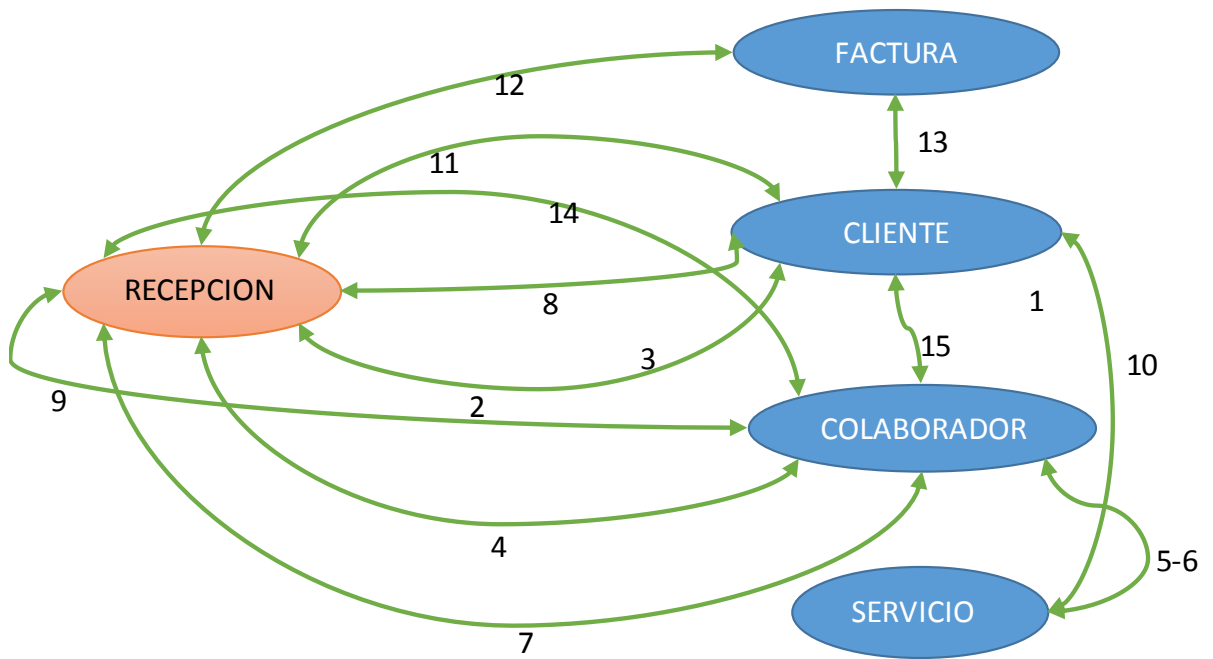 FACTURA
12
13
11
14
CLIENTE
RECEPCION
8
1
15
3
10
9
2
COLABORADOR
4
5-6
SERVICIO
7